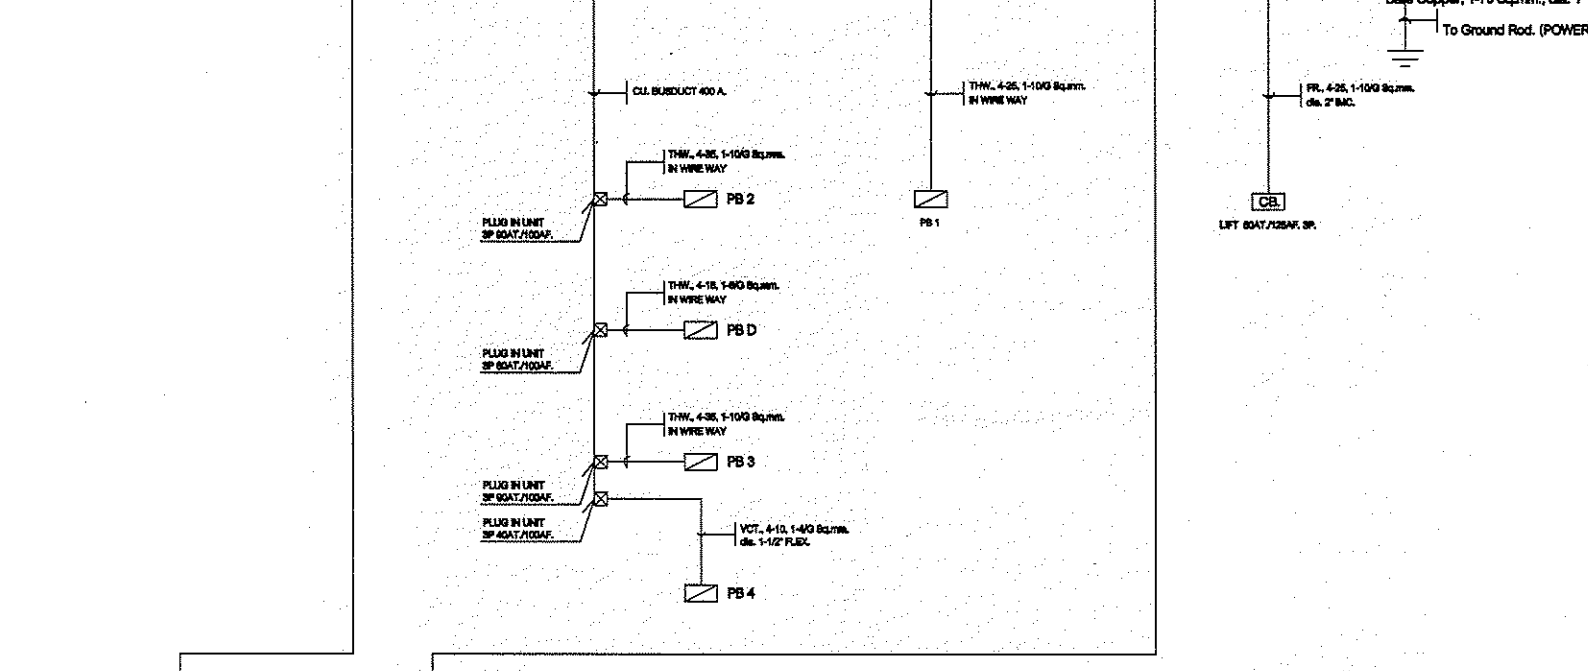 To Ground Rod. (POWER
CU. BUSDUCT 400 A.
THW., 4-25, 1-10/G Sq.mm.
IN WIRE WAY
FR., 4-25, 1-10/G Sq.mm.
dia. 2" IMC.
THW., 4-35, 1-10/G Sq.mm.
IN WIRE WAY
PB 2
PLUG IN UNIT
3P 90AT./100AF.
PB 1
CB.
LIFT 80AT./125AF. 3P.
THW., 4-16, 1-6/G Sq.mm.
IN WIRE WAY
PB D
PLUG IN UNIT
3P 60AT./100AF.
THW., 4-35, 1-10/G Sq.mm.
IN WIRE WAY
PB 3
PLUG IN UNIT
3P 90AT./100AF.
PLUG IN UNIT
3P 40AT./100AF.
VCT., 4-10, 1-4/G Sq.mm.
dia. 1-1/2" FLEX.
PB 4